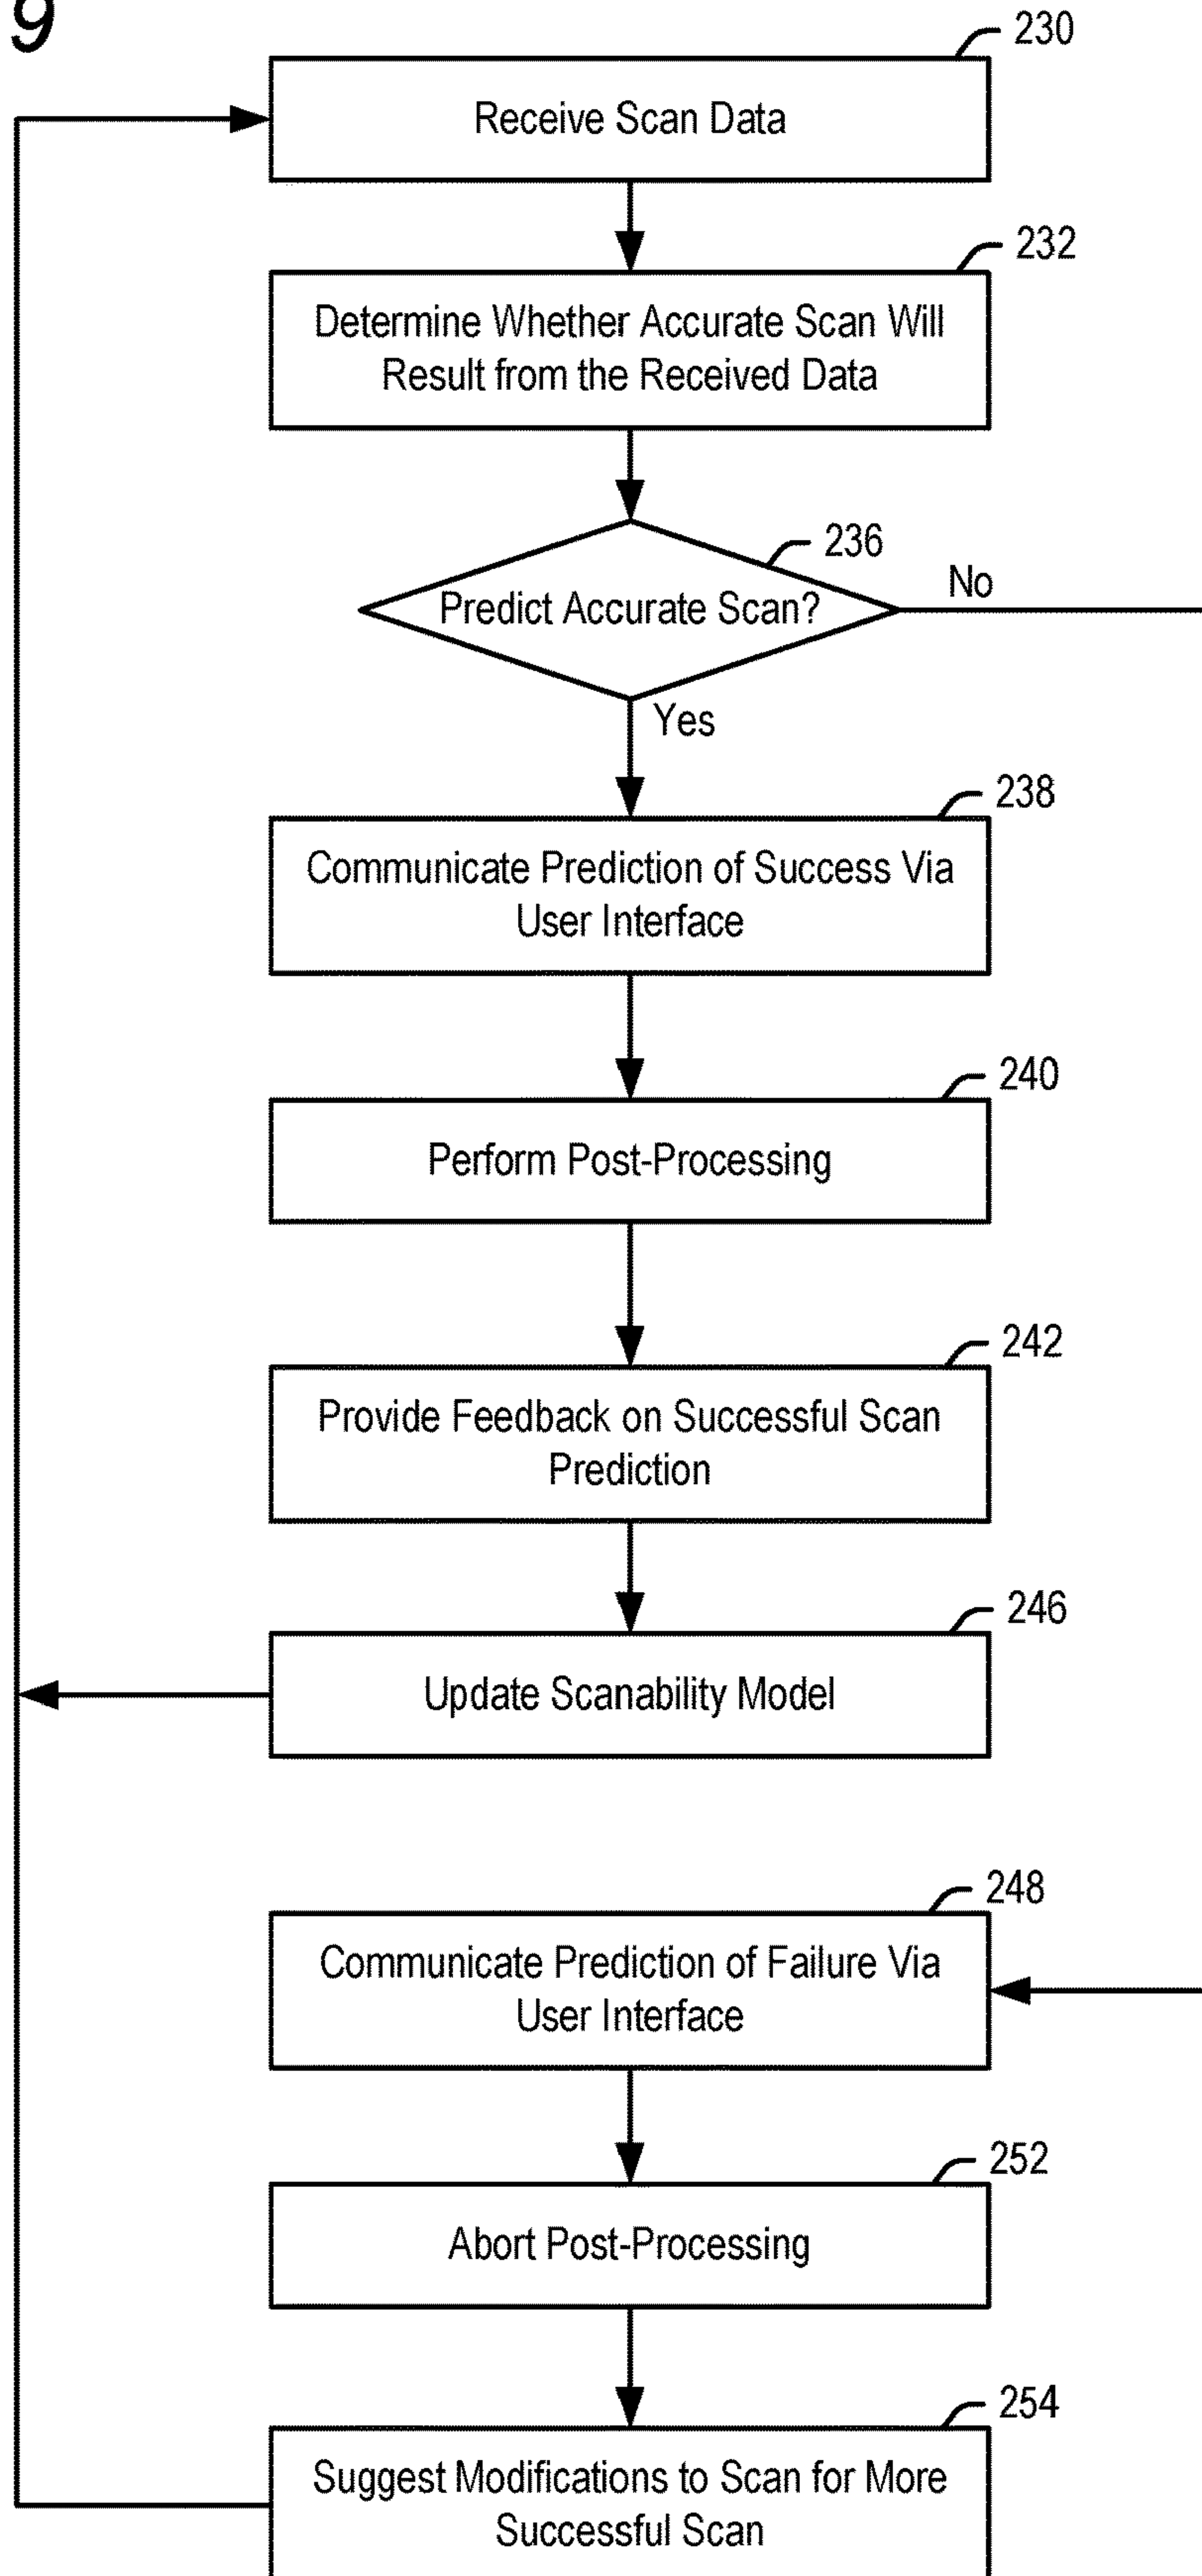 9
230
Receive Scan Data
232
Determine Whether Accurate Scan Will
Result from the Received Data
236
Predict Accurate Scan?
No
Yes
238
Communicate Prediction of Success Via
User Interface
240
Perform Post-Processing
242
Provide Feedback on Successful Scan
Prediction
246
Update Scanability Model
248
Communicate Prediction of Failure Via
User Interface
252
Abort Post-Processing
254
Suggest Modifications to Scan for More
Successful Scan